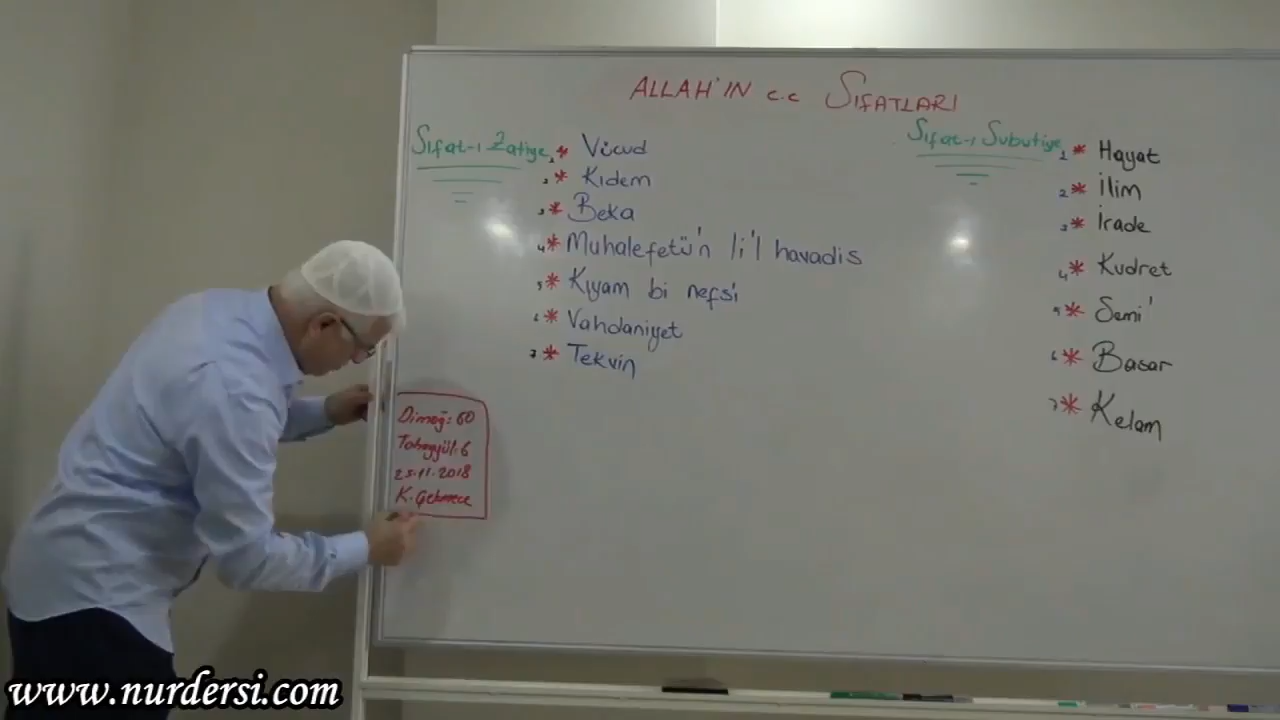 ALLAH'IN c.c SIFATLARI
Sıfat-ı Zatiye
1 * Vücud
2 * Kıdem
3 * Beka
4 * Muhalefetü'n li'l havadis
5 * Kıyam bi nefsi
6 * Vahdaniyet
7 * Tekvin
Sıfat-ı Subutiye
1 * Hayat
2 * İlim
3 * İrade
4 * Kudret
5 * Semi'
6 * Basar
7 * Kelam
Dimağ: 60
Tahayyül: 6
25.11.2018
K. Çekmece
www.nurdersi.com